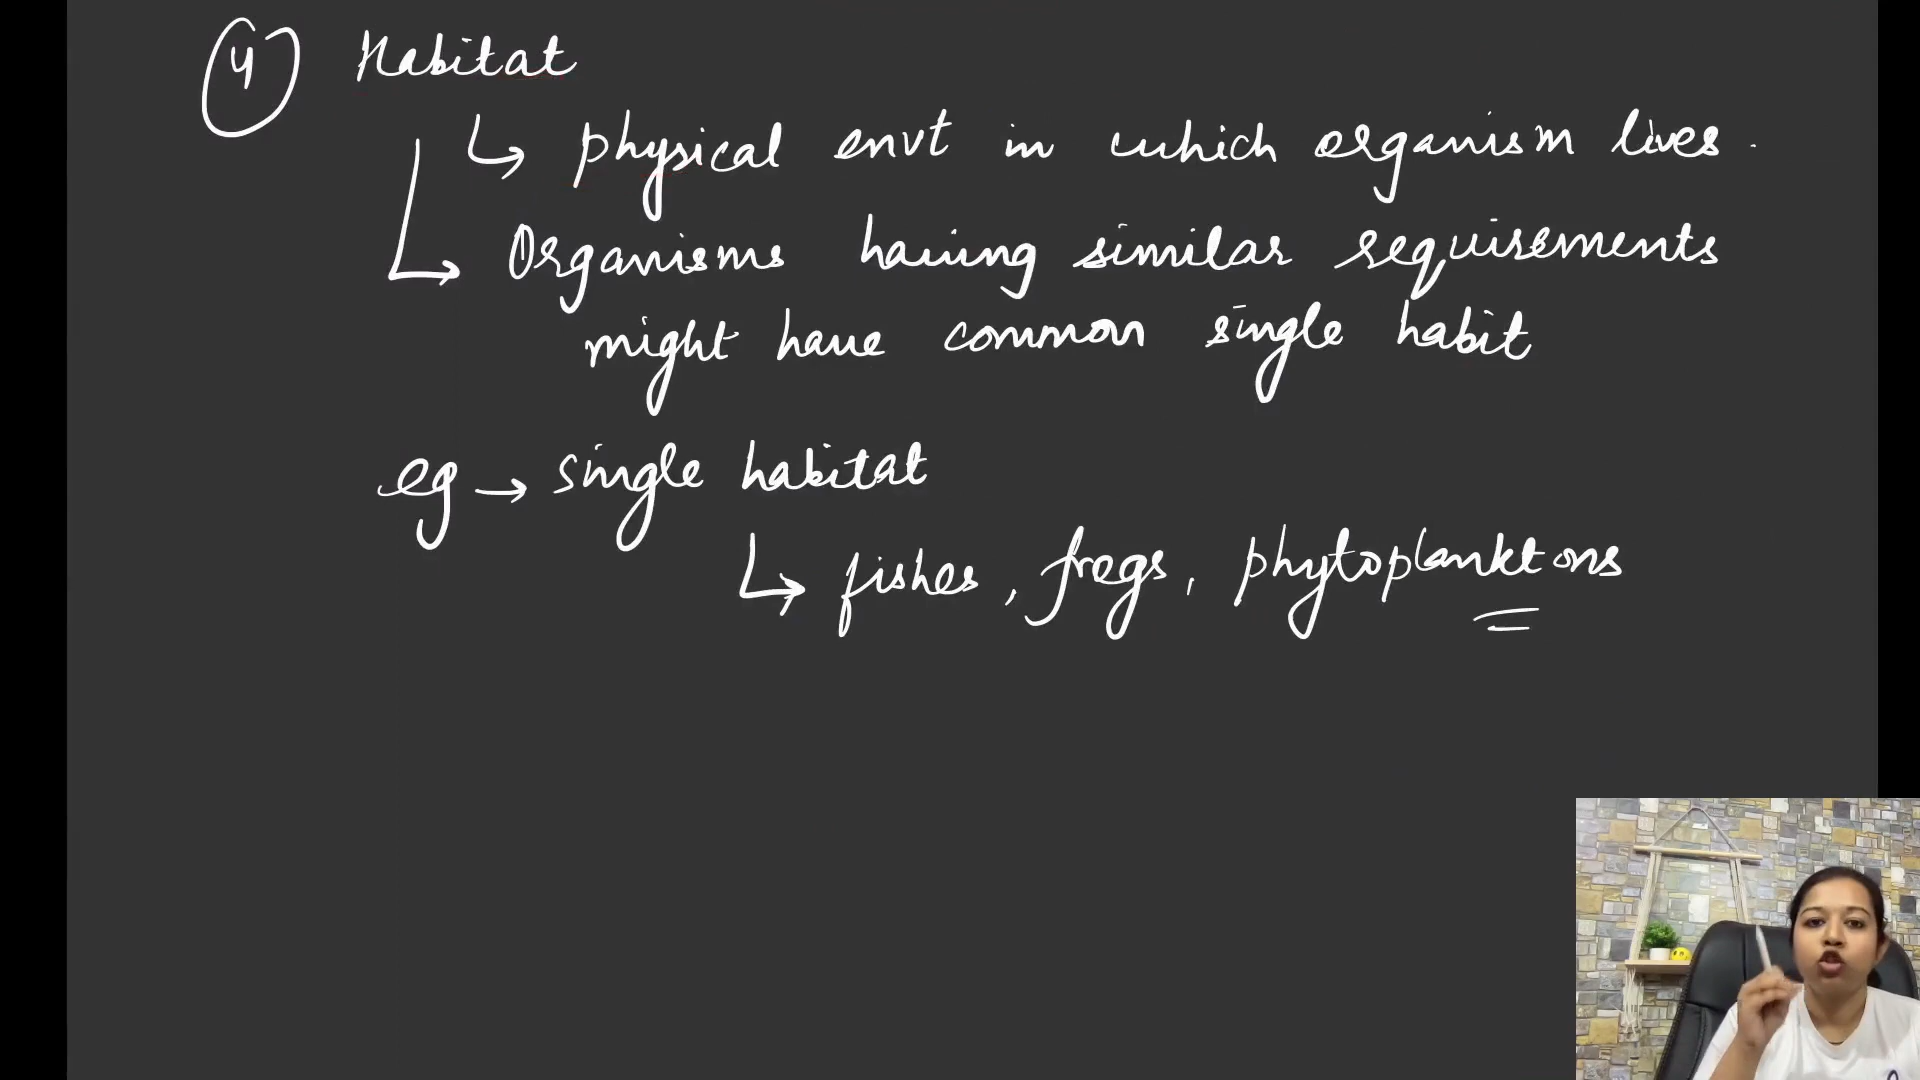 4 Habitat
↳ physical envt in which organism lives.
↳ Organisms having similar requirements
might have common single habit
eg → single habitat
↳ fishes, frogs, phytoplanktons